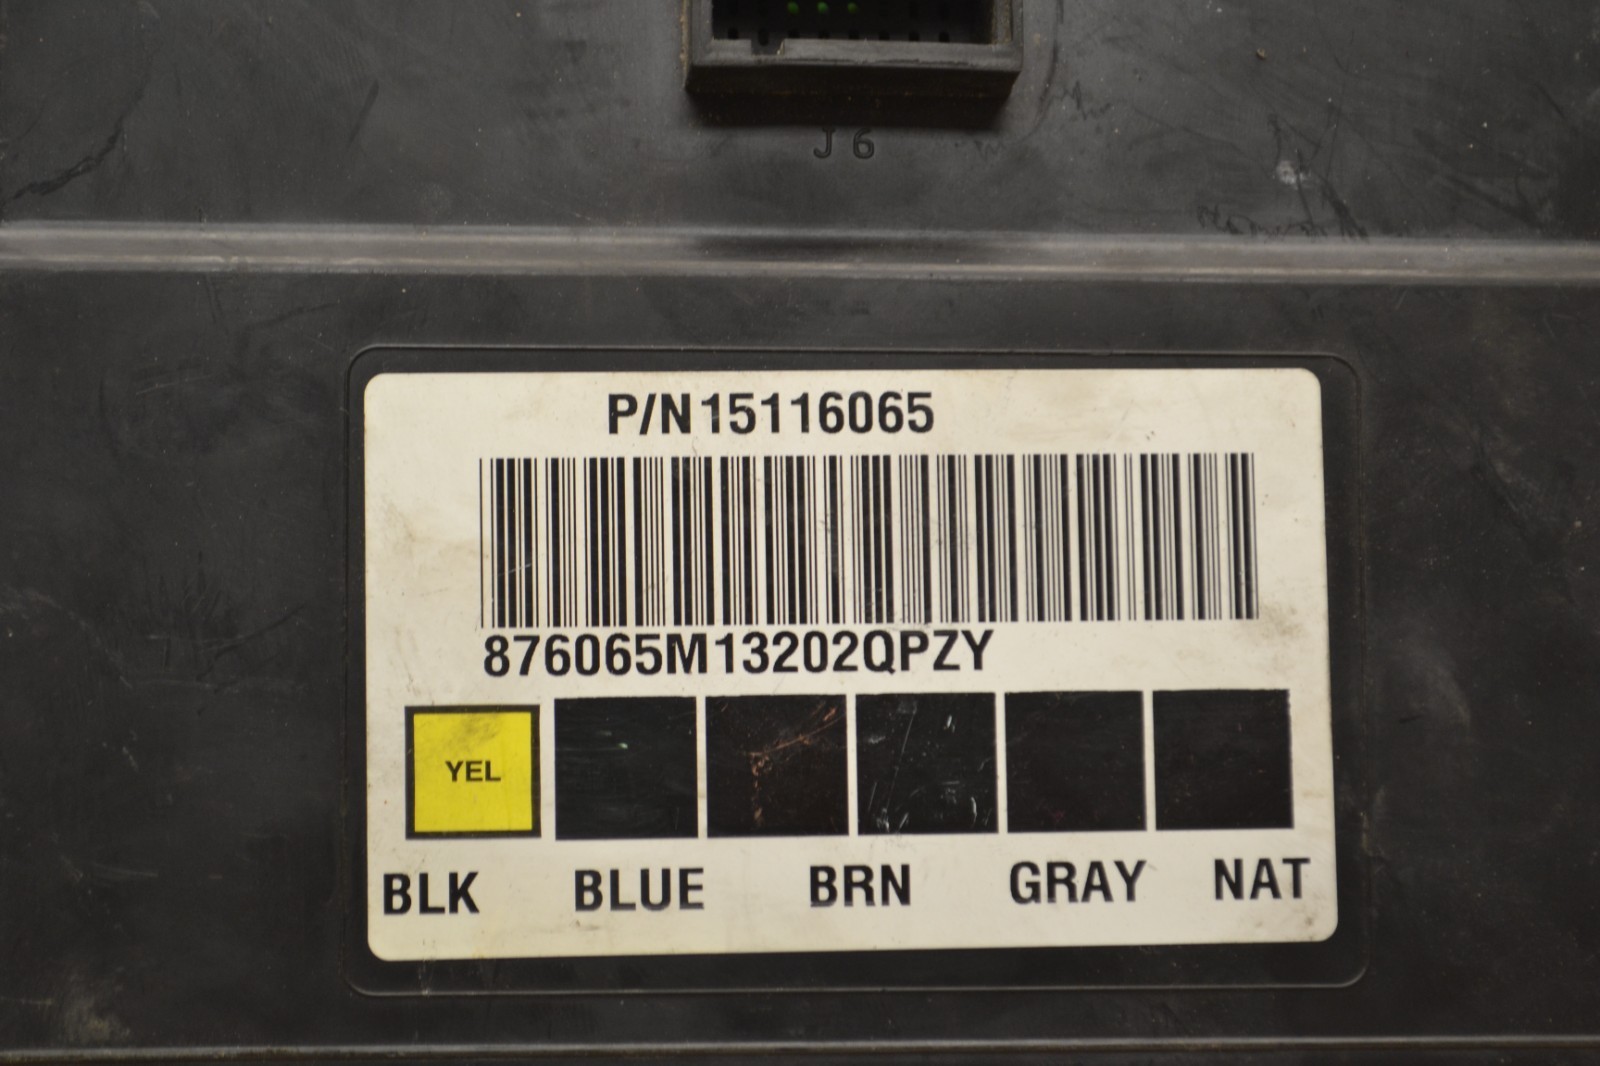 J6
P/N15116065
876065M13202QPZY
YEL
BLK BLUE BRN GRAY NAT